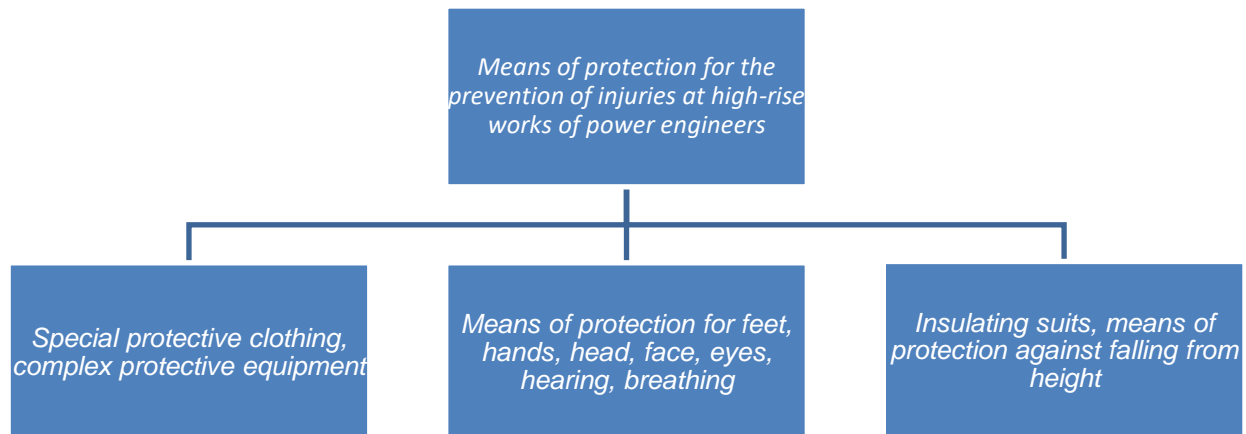 Means of protection for the
prevention of injuries at high-rise
works of power engineers
Special protective clothing,
complex protective equipment
Means of protection for feet,
hands, head, face, eyes,
hearing, breathing
Insulating suits, means of
protection against falling from
height